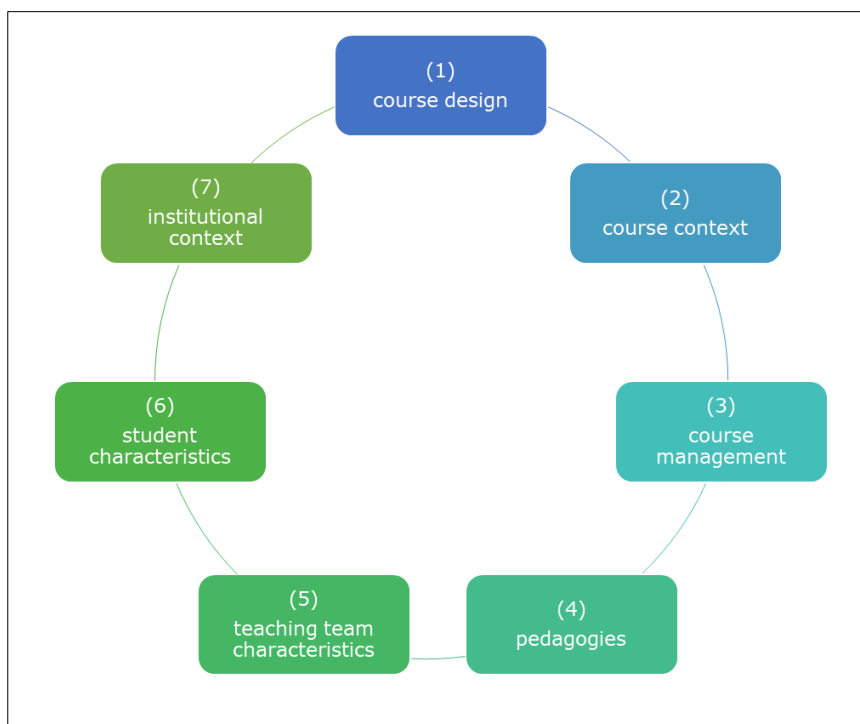 (1)
course design
(2)
course context
(3)
course
management
(4)
pedagogies
(5)
teaching team
characteristics
(6)
student
characteristics
(7)
institutional
context